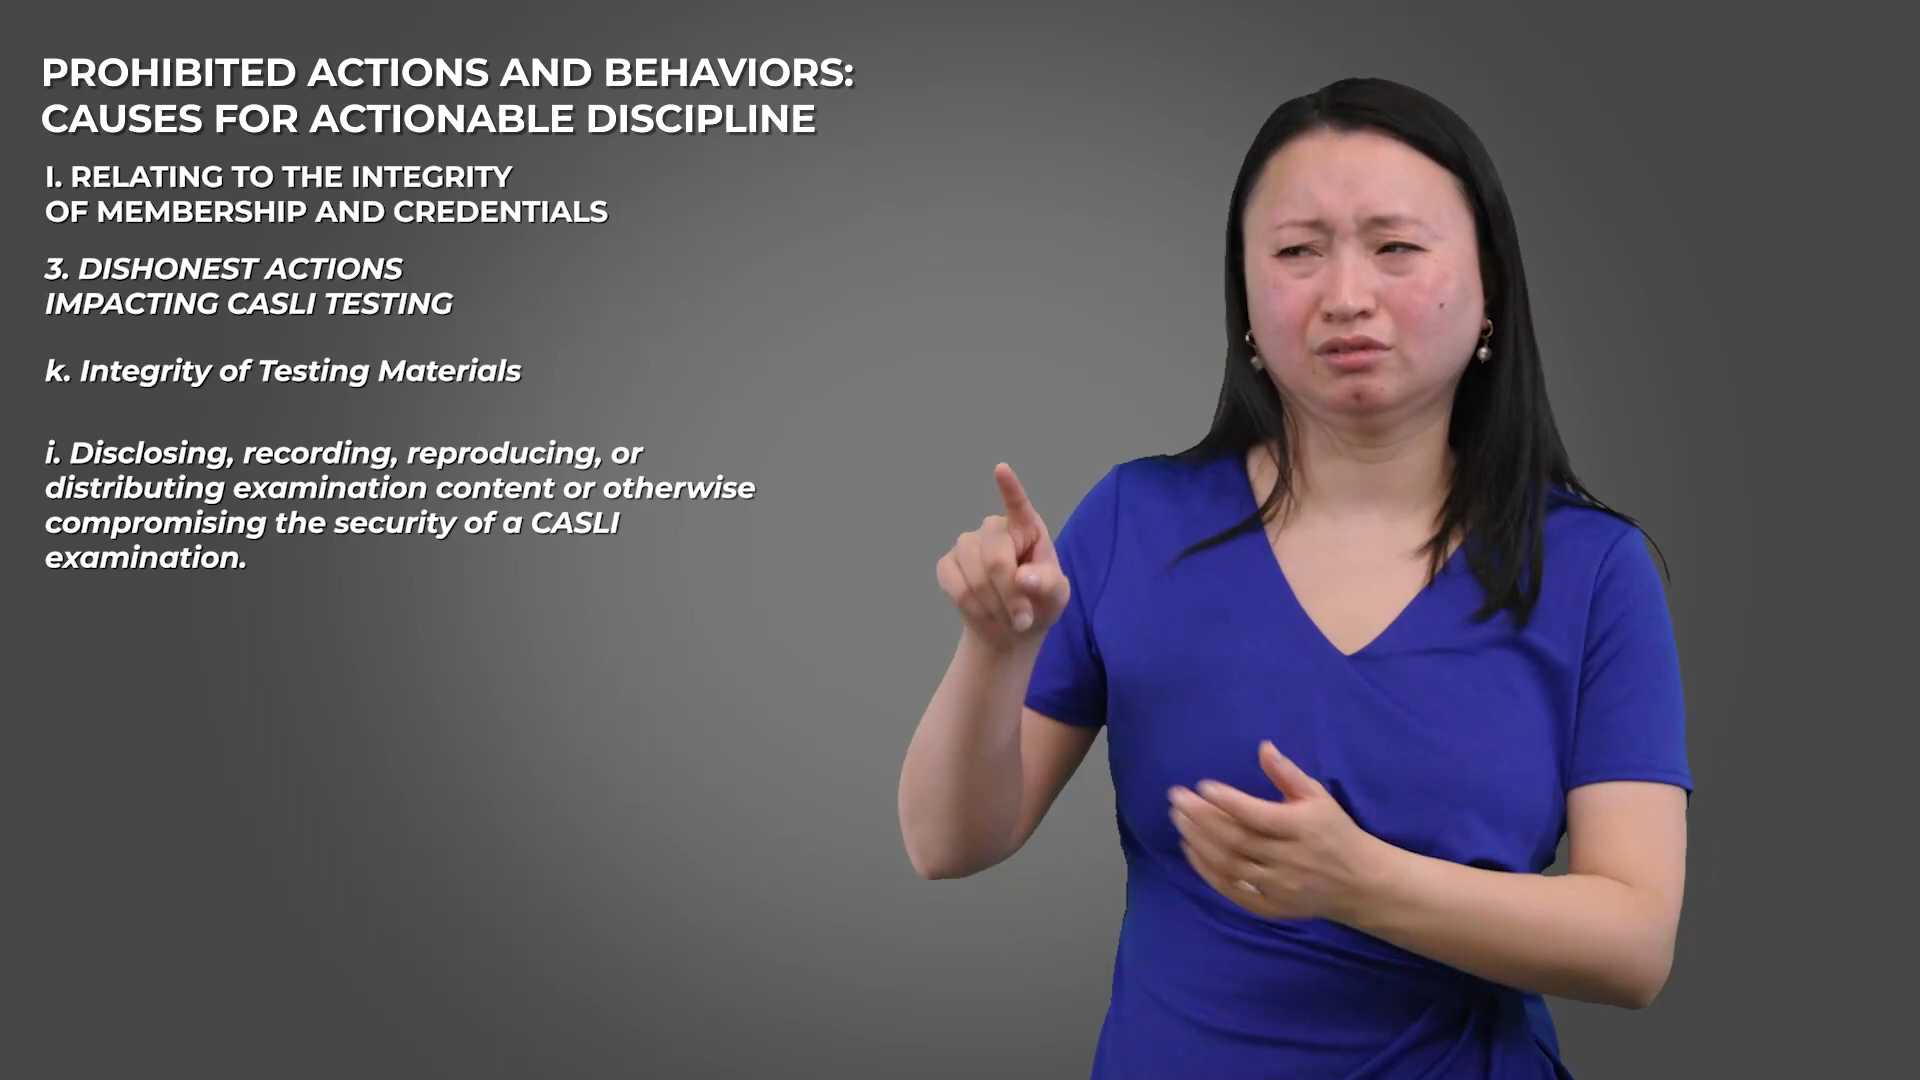 PROHIBITED ACTIONS AND BEHAVIORS:
CAUSES FOR ACTIONABLE DISCIPLINE
I. RELATING TO THE INTEGRITY
OF MEMBERSHIP AND CREDENTIALS
3. DISHONEST ACTIONS
IMPACTING CASLI TESTING
k. Integrity of Testing Materials
i. Disclosing, recording, reproducing, or
distributing examination content or otherwise
compromising the security of a CASLI
examination.